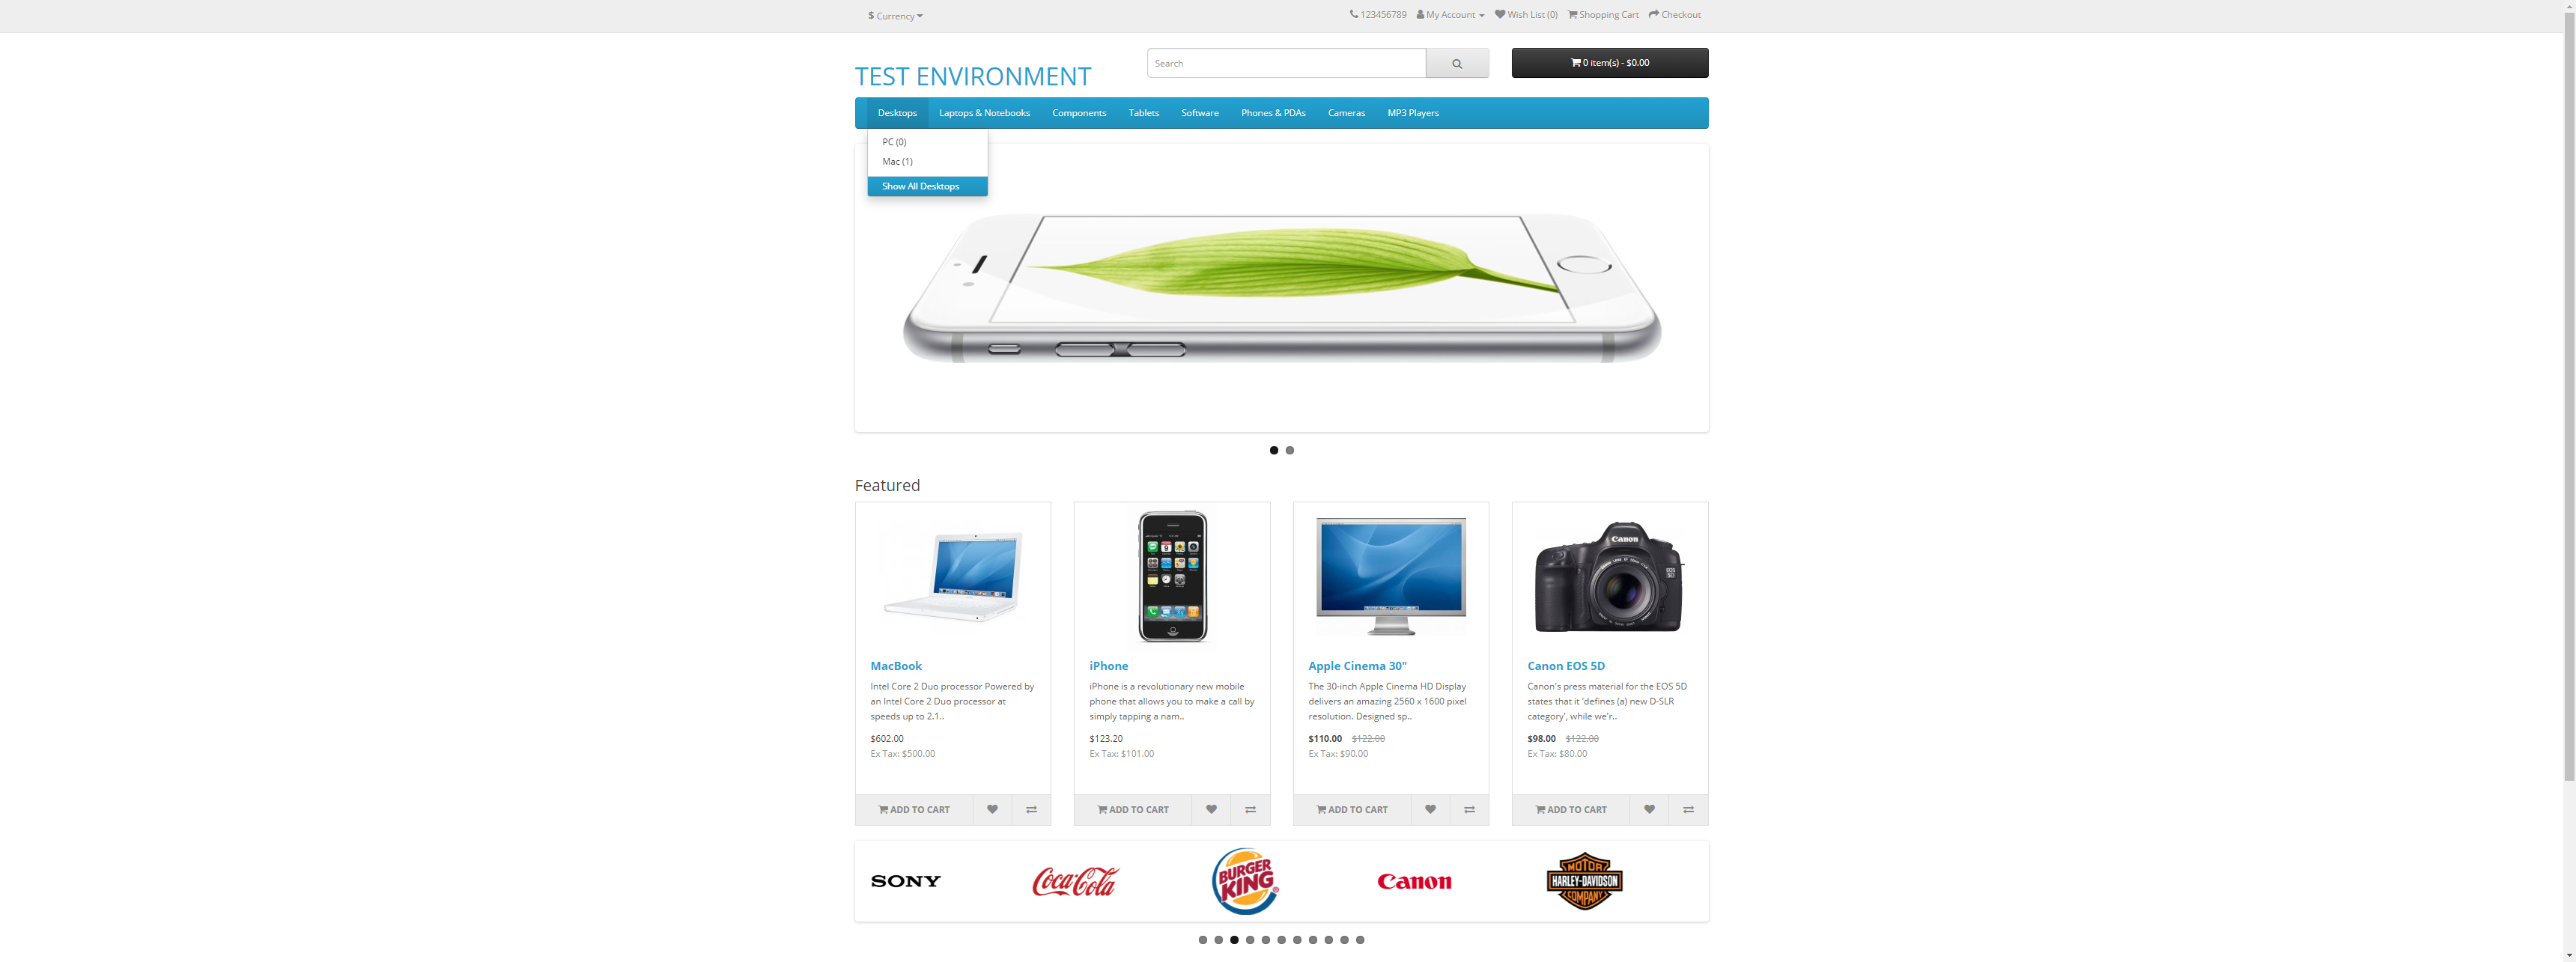 $ Currency
123456789 My Account Wish List (0) Shopping Cart Checkout
TEST ENVIRONMENT
Search
0 item(s) - $0.00
Desktops Laptops & Notebooks Components Tablets Software Phones & PDAs Cameras MP3 Players
PC (0)
Mac (1)
Show All Desktops
Featured
Canon
MacBook
Intel Core 2 Duo processor Powered by
an Intel Core 2 Duo processor at
speeds up to 2.1..
$602.00
Ex Tax: $500.00
ADD TO CART
iPhone
iPhone is a revolutionary new mobile
phone that allows you to make a call by
simply tapping a nam..
$123.20
Ex Tax: $101.00
ADD TO CART
Apple Cinema 30"
The 30-inch Apple Cinema HD Display
delivers an amazing 2560 x 1600 pixel
resolution. Designed sp..
$110.00 $122.00
Ex Tax: $90.00
ADD TO CART
Canon EOS 5D
Canon's press material for the EOS 5D
states that it 'defines (a) new D-SLR
category', while we'r..
$98.00 $122.00
Ex Tax: $80.00
ADD TO CART
SONY
Coca-Cola
BURGER
KING
Canon
MOTOR
HARLEY-DAVIDSON
COMPANY